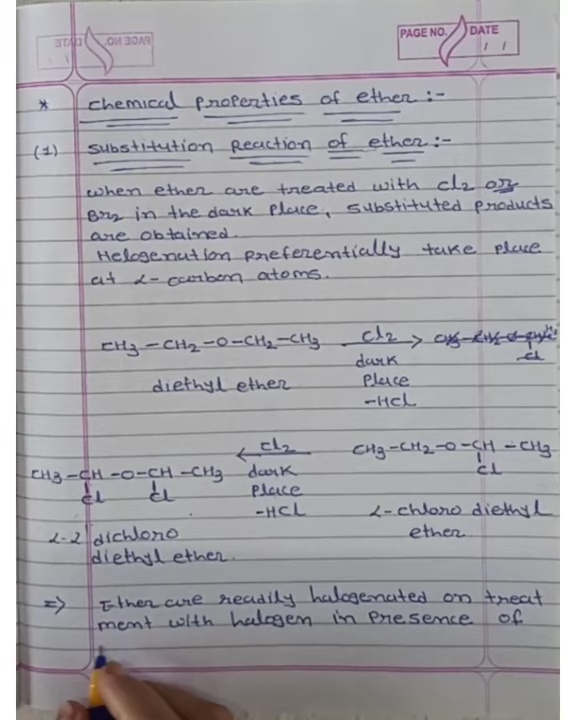 PAGE NO. DATE
/ /
* Chemical Properties of ether :-
(1) Substitution Reaction of ether :-
when ether are treated with Cl2 or
Br2 in the dark Place, substituted products
are obtained.
Helogenation preferentially take place
at α- carbon atoms.
CH3 – CH2 – O – CH2 – CH3 Cl2
dark
diethyl ether Place
-HCl
CH3 – CH – O – CH – CH3 Cl2 CH3 – CH2 – O – CH – CH3
Cl Cl dark Cl
Place
-HCl α- chloro diethyl
α-α' dichloro ether
diethyl ether.
=> Ether are readily halogenated on treat
ment with halogen in presence of